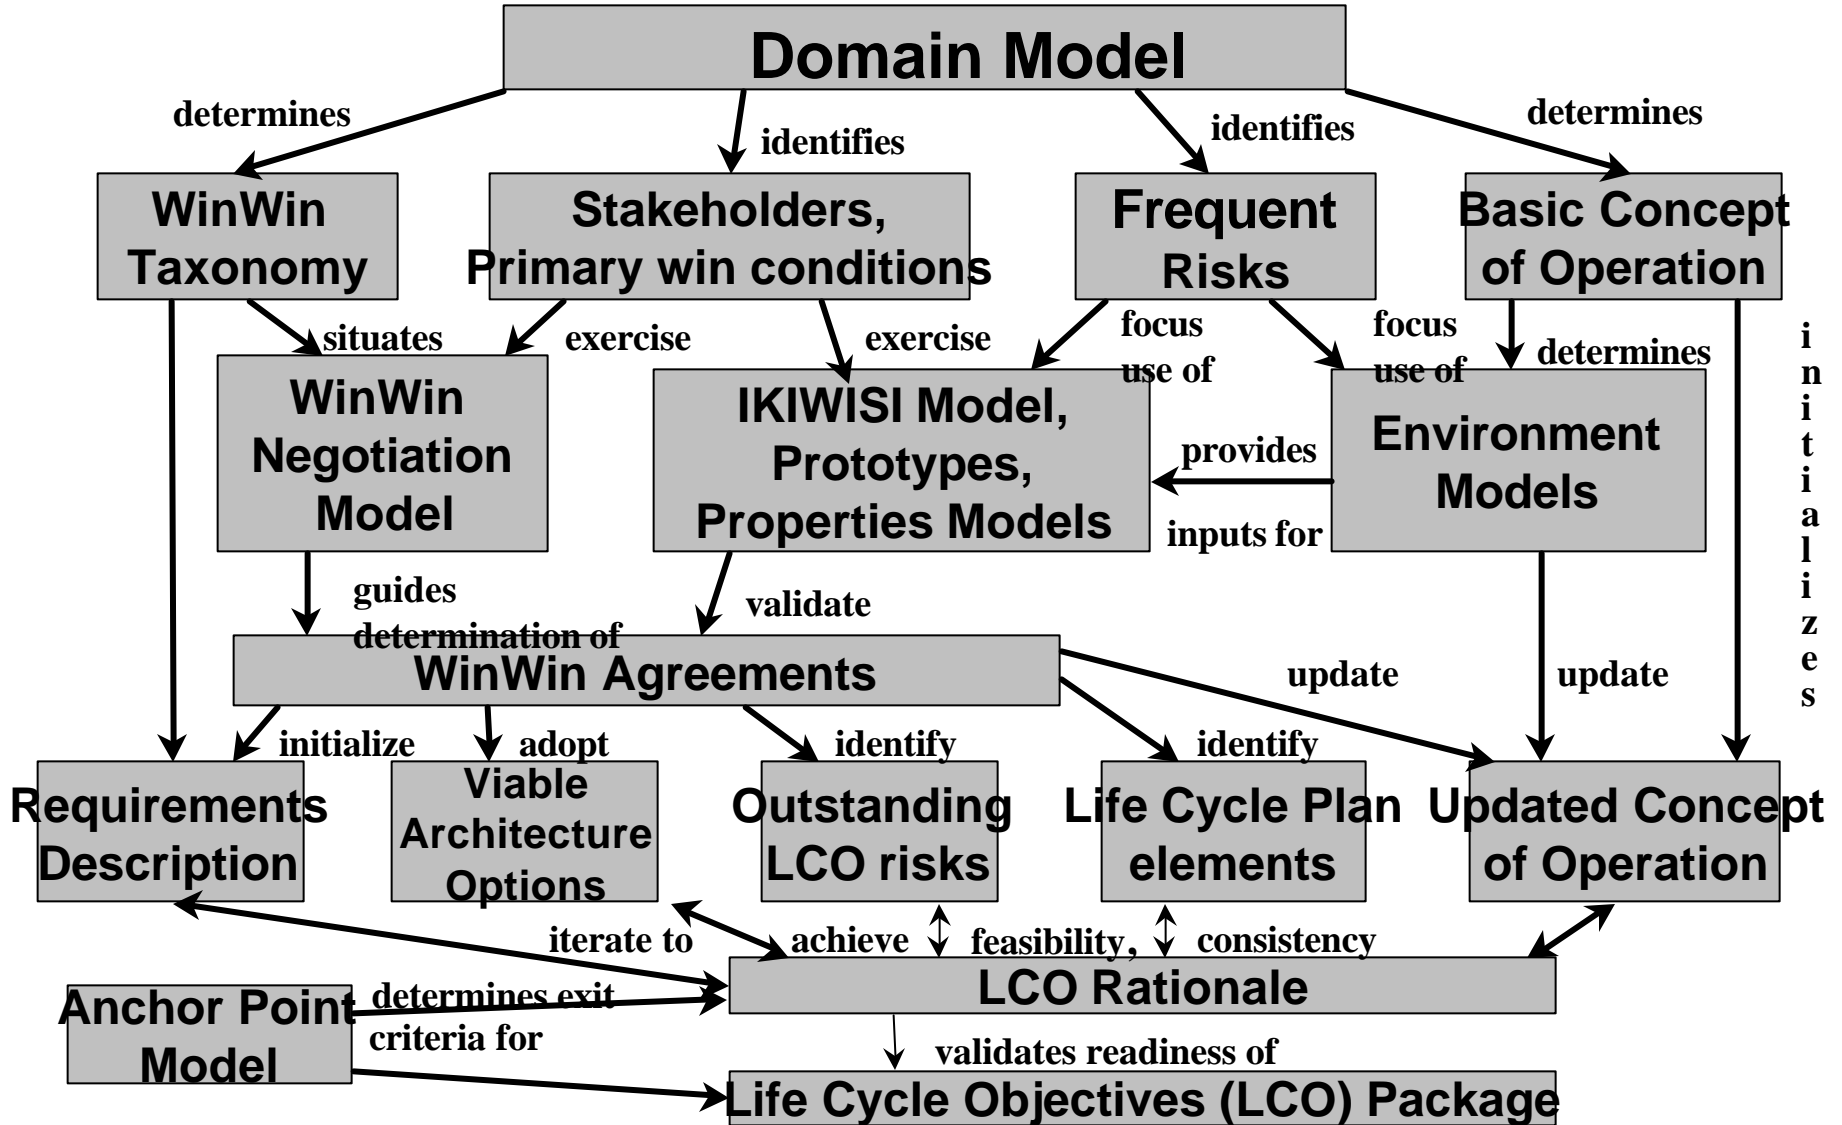 Domain Model
determines
identifies
identifies
determines
WinWin
Taxonomy
Stakeholders,
Primary win conditions
Frequent
Risks
Basic Concept
of Operation
situates
exercise
exercise
focus
use of
focus
use of
determines
initializes
WinWin
Negotiation
Model
IKIWISI Model,
Prototypes,
Properties Models
provides
inputs for
Environment
Models
guides
determination of
validate
WinWin Agreements
update
update
initialize
adopt
identify
identify
Requirements
Description
Viable
Architecture
Options
Outstanding
LCO risks
Life Cycle Plan
elements
Updated Concept
of Operation
iterate to achieve feasibility, consistency
LCO Rationale
Anchor Point
Model
determines exit
criteria for
validates readiness of
Life Cycle Objectives (LCO) Package